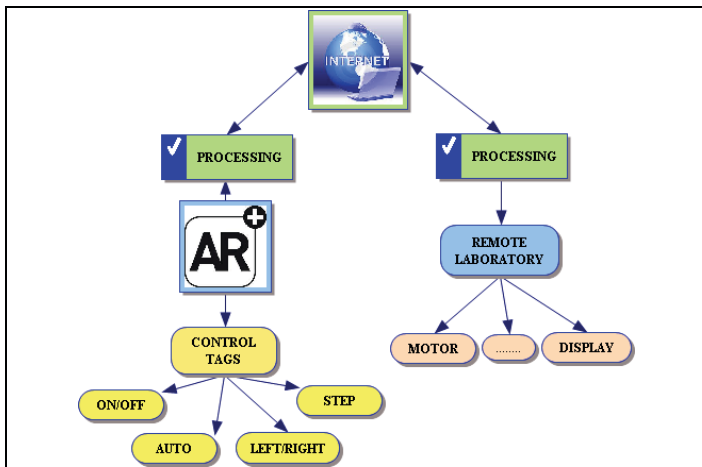 INTERNET
PROCESSING
PROCESSING
AR+
REMOTE
LABORATORY
CONTROL
TAGS
MOTOR
........
DISPLAY
ON/OFF
STEP
AUTO
LEFT/RIGHT